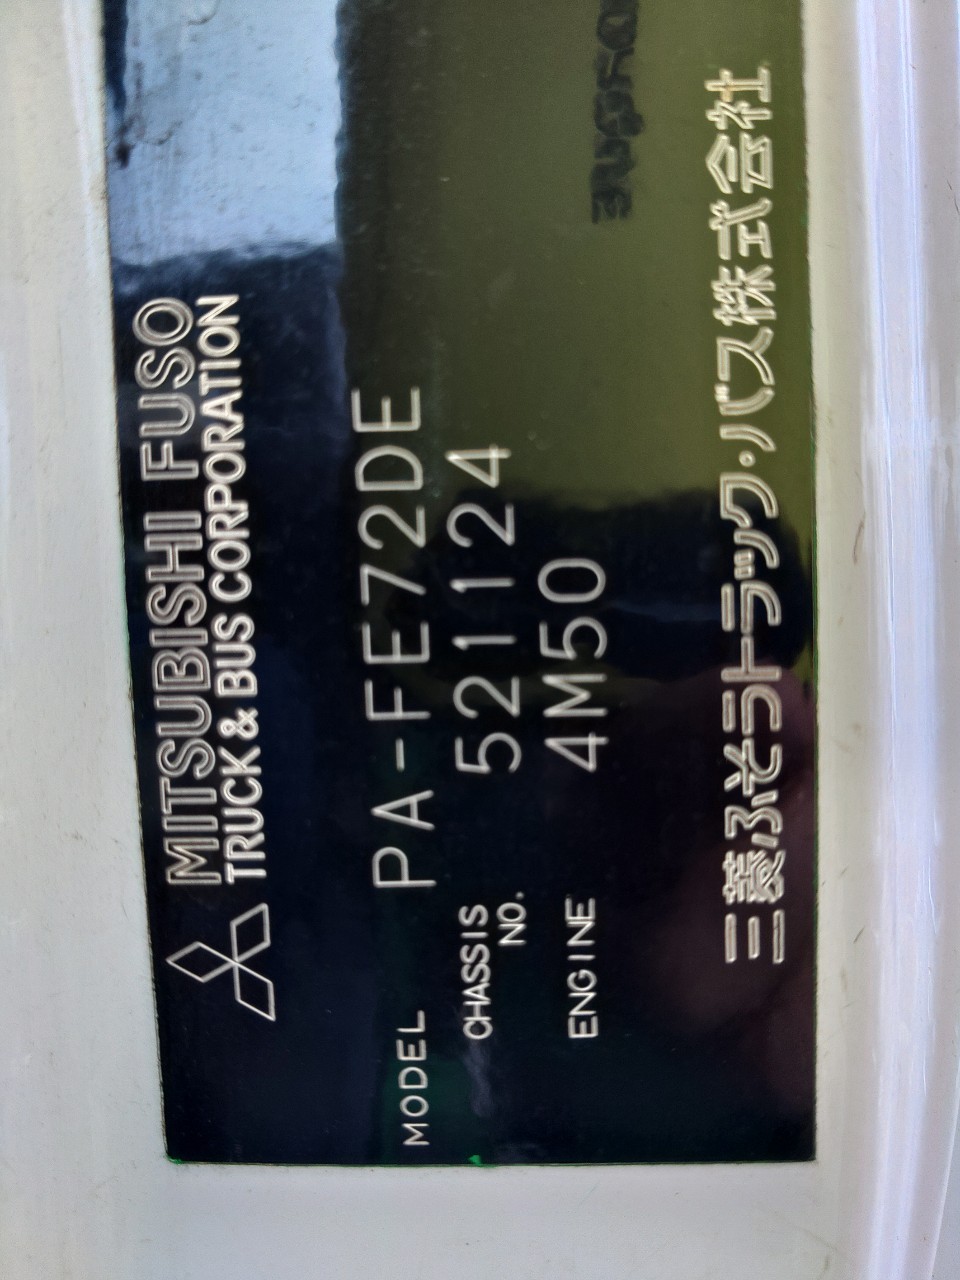 MITSUBISHI FUSO
TRUCK & BUS CORPORATION
MODEL PA-FE72DE
CHASSIS NO. 521124
ENGINE 4M50
三菱ふそうトラック・バス株式会社